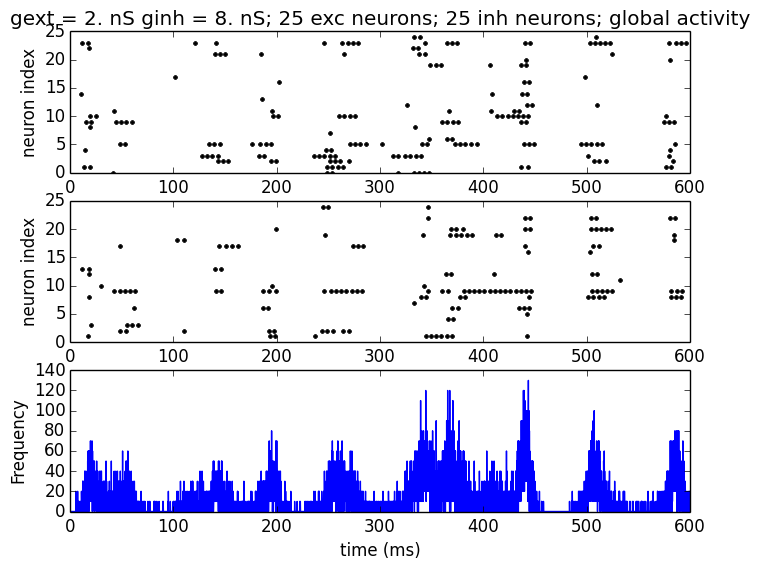 gext = 2. nS ginh = 8. nS; 25 exc neurons; 25 inh neurons; global activity
25
20
15
10
5
0
neuron index
0 100 200 300 400 500 600
25
20
15
10
5
0
neuron index
0 100 200 300 400 500 600
140
120
100
80
60
40
20
0
Frequency
0 100 200 300 400 500 600
time (ms)